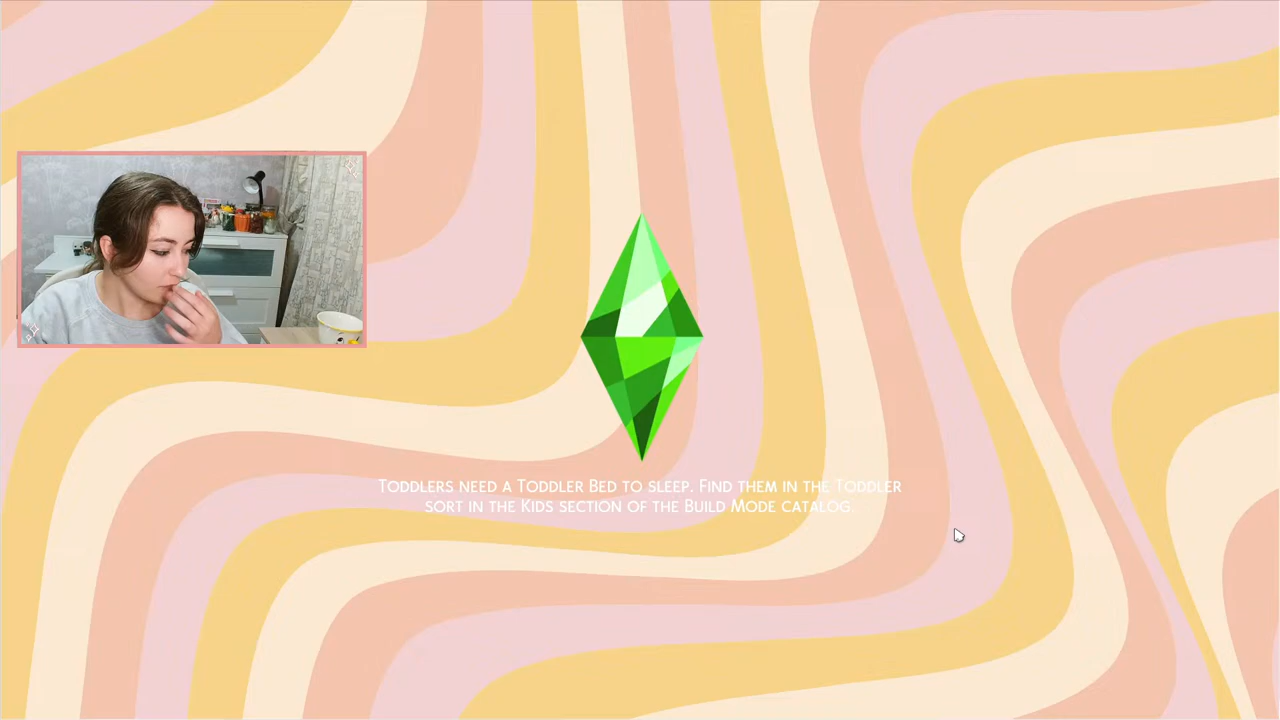 Toddlers need a Toddler Bed to sleep. Find them in the Toddler
sort in the Kids section of the Build Mode catalog.